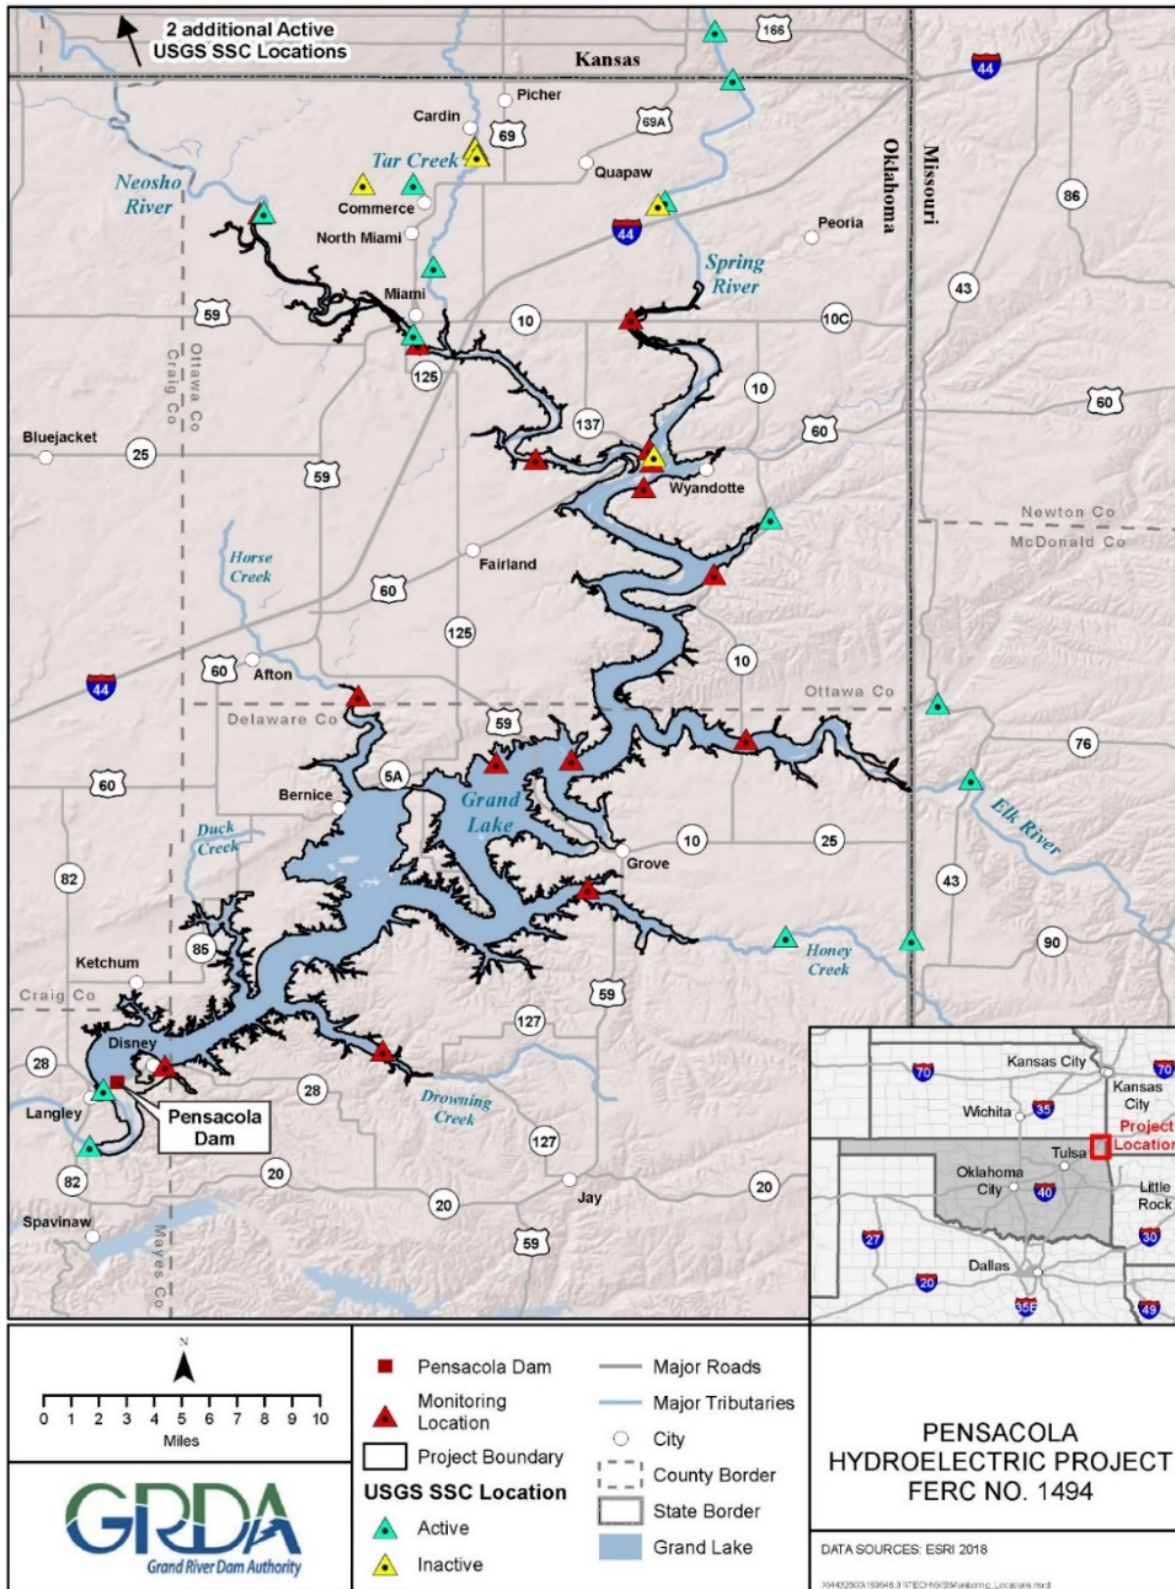 2 additional Active
USGS SSC Locations
166
Kansas
44
Picher
Cardin
69
69A
Tar Creek
Quapaw
Oklahoma
Missouri
Neosho
River
Commerce
86
North Miami
44
Peoria
Spring
River
43
Miami
59
10
10C
Ottawa Co
Craig Co
125
10
137
60
60
Bluejacket
25
59
Wyandotte
Newton Co
McDonald Co
Horse
Creek
Fairland
60
125
10
60
Afton
44
Ottawa Co
Delaware Co
59
76
5A
60
Bernice
Grand
Lake
Elk River
Duck
Creek
10
25
Grove
82
43
85
Honey
Creek
90
Ketchum
Craig Co
59
127
Disney
28
28
Drowning
Creek
Langley
Pensacola
Dam
127
82
20
20
20
Jay
Spavinaw
59
Mayes Co
Kansas City
70
70
Kansas
City
Wichita
35
Project
Location
Tulsa
Oklahoma
City
40
Little
Rock
27
30
Dallas
20
35E
49
N
0 1 2 3 4 5 6 7 8 9 10
Miles
GRDA
Grand River Dam Authority
Pensacola Dam
Monitoring
Location
Project Boundary
USGS SSC Location
Active
Inactive
Major Roads
Major Tributaries
City
County Border
State Border
Grand Lake
PENSACOLA
HYDROELECTRIC PROJECT
FERC NO. 1494
DATA SOURCES: ESRI 2018